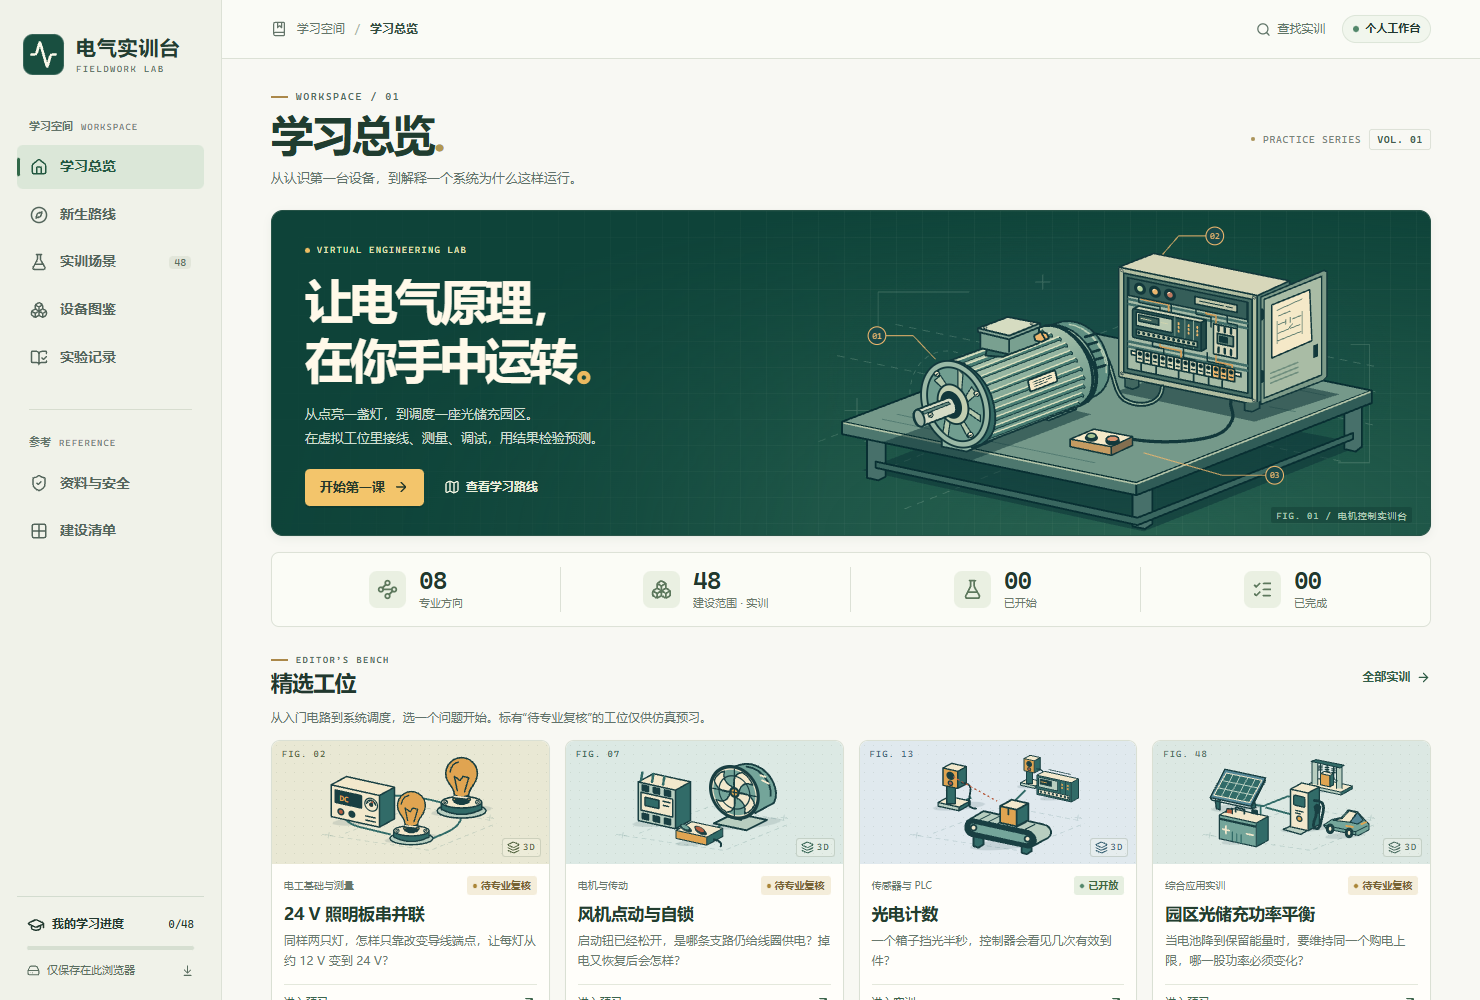 电气实训台
FIELDWORK LAB
学习空间 WORKSPACE
学习总览
新生路线
实训场景 48
设备图鉴
实验记录
参考 REFERENCE
资料与安全
建设清单
我的学习进度 0/48
仅保存在此浏览器
学习空间 / 学习总览
查找实训
个人工作台
WORKSPACE / 01
学习总览.
从认识第一台设备，到解释一个系统为什么这样运行。
PRACTICE SERIES VOL. 01
VIRTUAL ENGINEERING LAB
让电气原理，
在你手中运转。
从点亮一盏灯，到调度一座光储充园区。
在虚拟工位里接线、测量、调试，用结果检验预测。
开始第一课
查看学习路线
01
02
03
FIG. 01 / 电机控制实训台
08
专业方向
48
建设范围 · 实训
00
已开始
00
已完成
EDITOR'S BENCH
精选工位
从入门电路到系统调度，选一个问题开始。标有“待专业复核”的工位仅供仿真预习。
全部实训
FIG. 02
DC
3D
电工基础与测量
待专业复核
24 V 照明板串并联
同样两只灯，怎样只靠改变导线端点，让每灯从
约 12 V 变到 24 V？
FIG. 07
3D
电机与传动
待专业复核
风机点动与自锁
启动钮已经松开，是哪条支路仍给线圈供电？掉
电又恢复后会怎样？
FIG. 13
3D
传感器与 PLC
已开放
光电计数
一个箱子挡光半秒，控制器会看见几次有效到
件？
FIG. 48
3D
综合应用实训
待专业复核
园区光储充功率平衡
当电池降到保留能量时，要维持同一个购电上
限，哪一股功率必须变化？